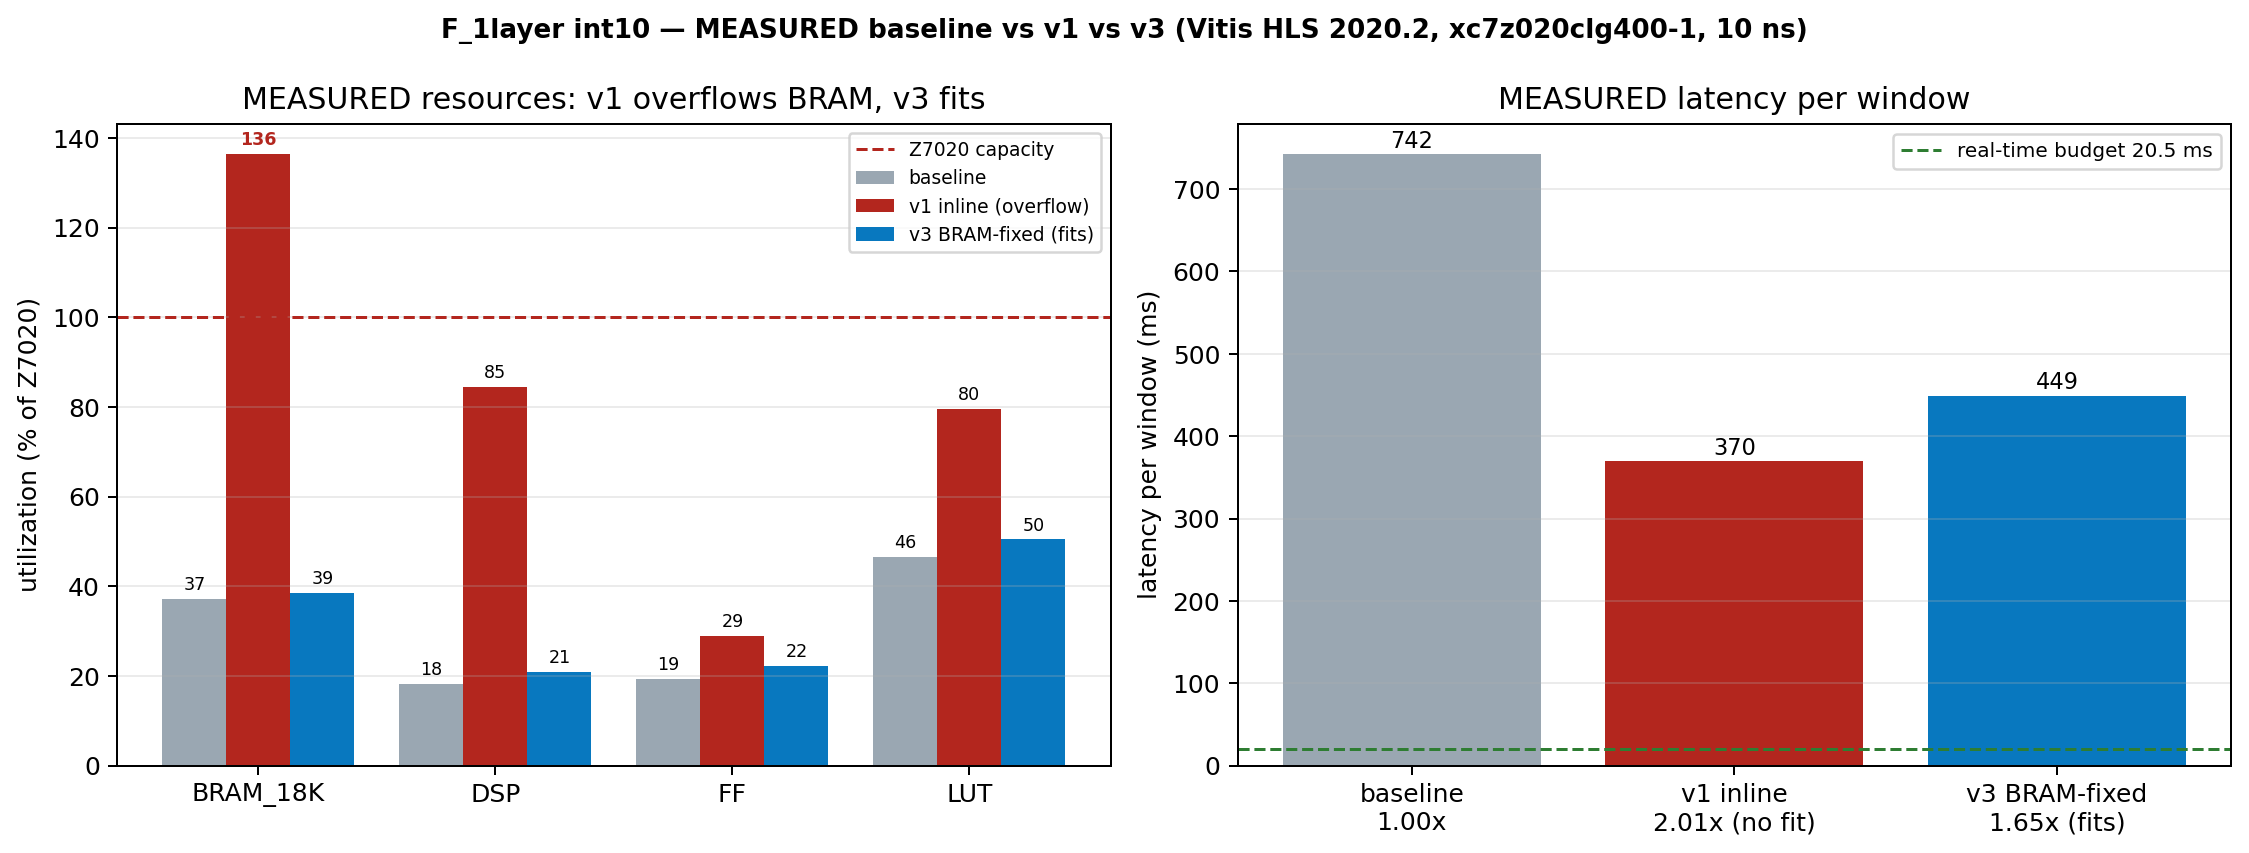 F_1layer int10 — MEASURED baseline vs v1 vs v3 (Vitis HLS 2020.2, xc7z020clg400-1, 10 ns)
MEASURED resources: v1 overflows BRAM, v3 fits
utilization (% of Z7020)
140
120
100
80
60
40
20
0
Z7020 capacity
baseline
v1 inline (overflow)
v3 BRAM-fixed (fits)
37
136
39
18
85
21
19
29
22
46
80
50
BRAM_18K
DSP
FF
LUT
MEASURED latency per window
latency per window (ms)
700
600
500
400
300
200
100
0
real-time budget 20.5 ms
742
370
449
baseline
1.00x
v1 inline
2.01x (no fit)
v3 BRAM-fixed
1.65x (fits)